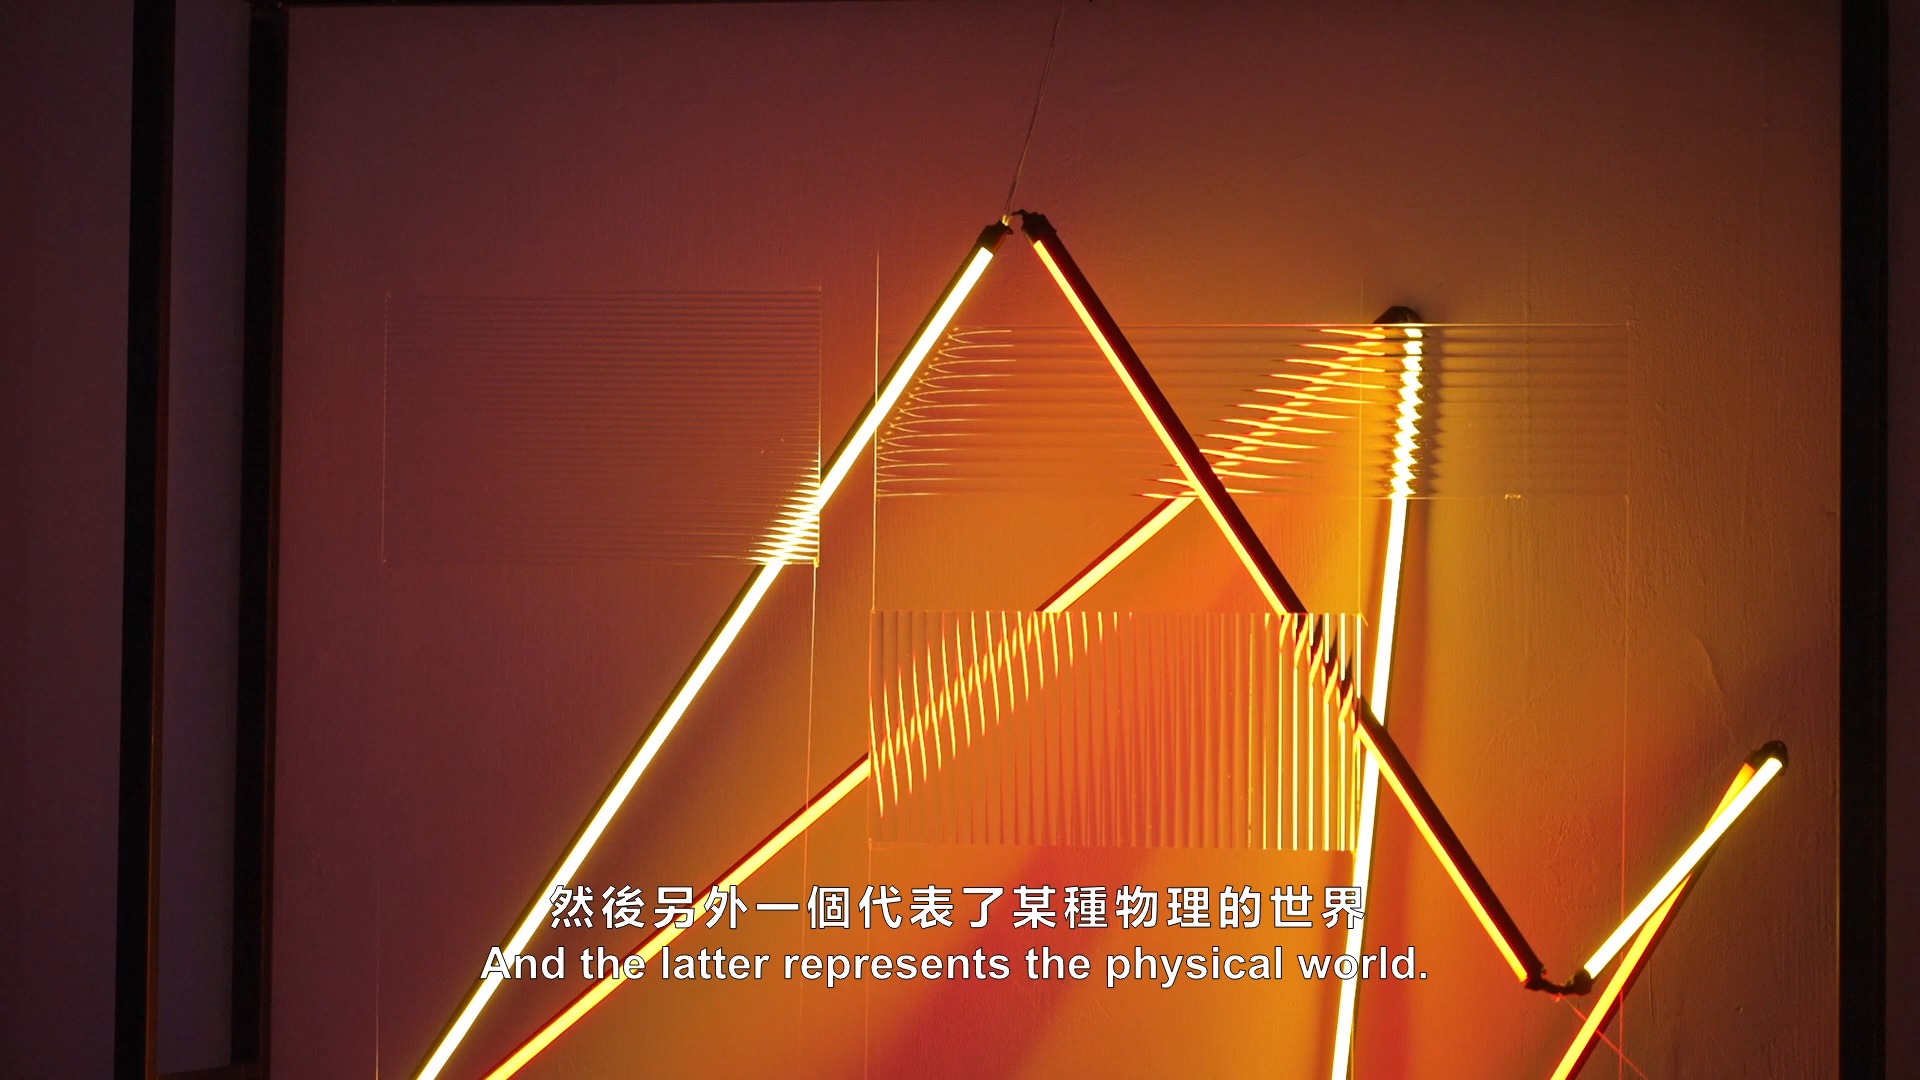 然後另外一個代表了某種物理的世界
And the latter represents the physical world.